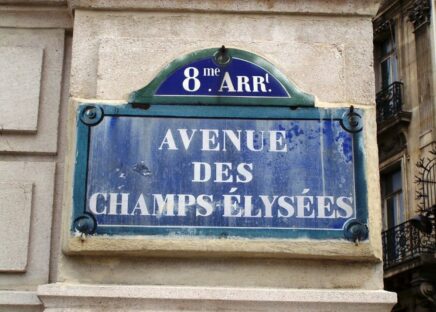 8me ARRt.
AVENUE
DES
CHAMPS ÉLYSÉES